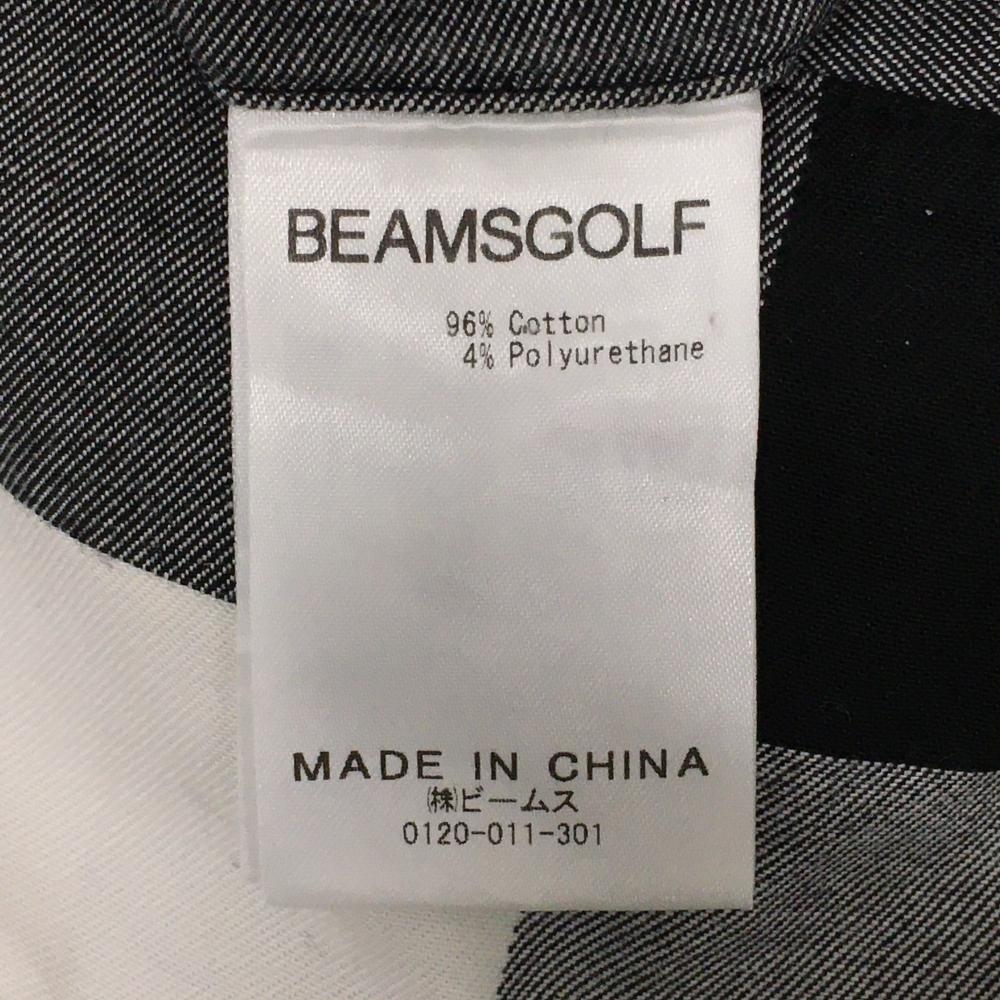 BEAMSGOLF
96% Cotton
4% Polyurethane
MADE IN CHINA
㈱ビームス
0120-011-301